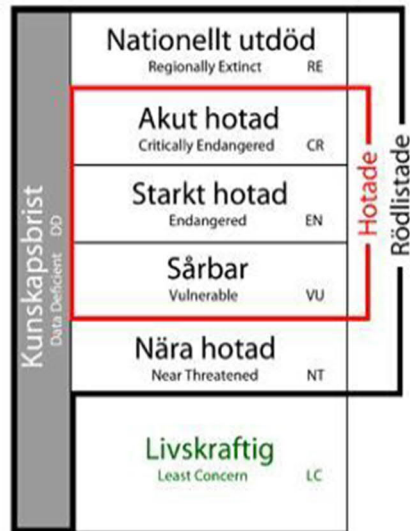 Nationellt utdöd
Regionally Extinct RE
Akut hotad
Critically Endangered CR
Starkt hotad
Endangered EN
Sårbar
Vulnerable VU
Nära hotad
Near Threatened NT
Livskraftig
Least Concern LC
Kunskapsbrist
Data Deficient DD
Hotade
Rödlistade